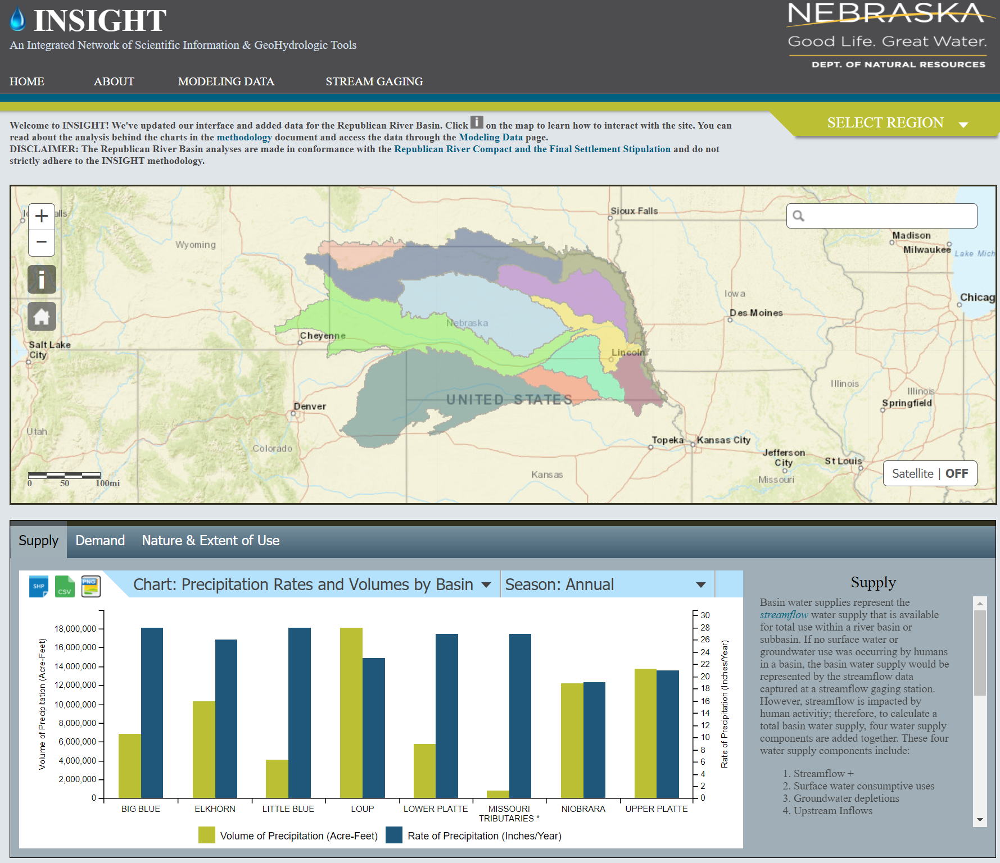 INSIGHT
An Integrated Network of Scientific Information & GeoHydrologic Tools
NEBRASKA
Good Life. Great Water.
DEPT. OF NATURAL RESOURCES
HOME ABOUT MODELING DATA STREAM GAGING
SELECT REGION
Welcome to INSIGHT! We've updated our interface and added data for the Republican River Basin. Click i on the map to learn how to interact with the site. You can
read about the analysis behind the charts in the methodology document and access the data through the Modeling Data page.
DISCLAIMER: The Republican River Basin analyses are made in conformance with the Republican River Compact and the Final Settlement Stipulation and do not
strictly adhere to the INSIGHT methodology.
+
−
i
alls
Sioux Falls
Wyoming
Madison
Milwaukee
Lake Mich
Iowa
Chicag
Des Moines
Nebraska
Cheyenne
Salt Lake
City
Lincoln
Illinois
Illinois
Springfield
UNITED STATES
Denver
Utah
Colorado
Topeka
Kansas City
Jefferson
City
St Louis
Missouri
Kansas
0 50 100mi
Satellite | OFF
Supply Demand Nature & Extent of Use
SHP
CSV
PNG
Chart: Precipitation Rates and Volumes by Basin
Season: Annual
Volume of Precipitation (Acre-Feet)
18,000,000
16,000,000
14,000,000
12,000,000
10,000,000
8,000,000
6,000,000
4,000,000
2,000,000
0
30
28
26
24
22
20
18
16
14
12
10
8
6
4
2
0
Rate of Precipitation (Inches/Year)
BIG BLUE
ELKHORN
LITTLE BLUE
LOUP
LOWER PLATTE
MISSOURI
TRIBUTARIES *
NIOBRARA
UPPER PLATTE
Volume of Precipitation (Acre-Feet)
Rate of Precipitation (Inches/Year)
Supply
Basin water supplies represent the
streamflow water supply that is available
for total use within a river basin or
subbasin. If no surface water or
groundwater use was occurring by humans
in a basin, the basin water supply would be
represented by the streamflow data
captured at a streamflow gaging station.
However, streamflow is impacted by
human activitiy; therefore, to calculate a
total basin water supply, four water supply
components are added together. These four
water supply components include:
1. Streamflow +
2. Surface water consumptive uses
3. Groundwater depletions
4. Upstream Inflows